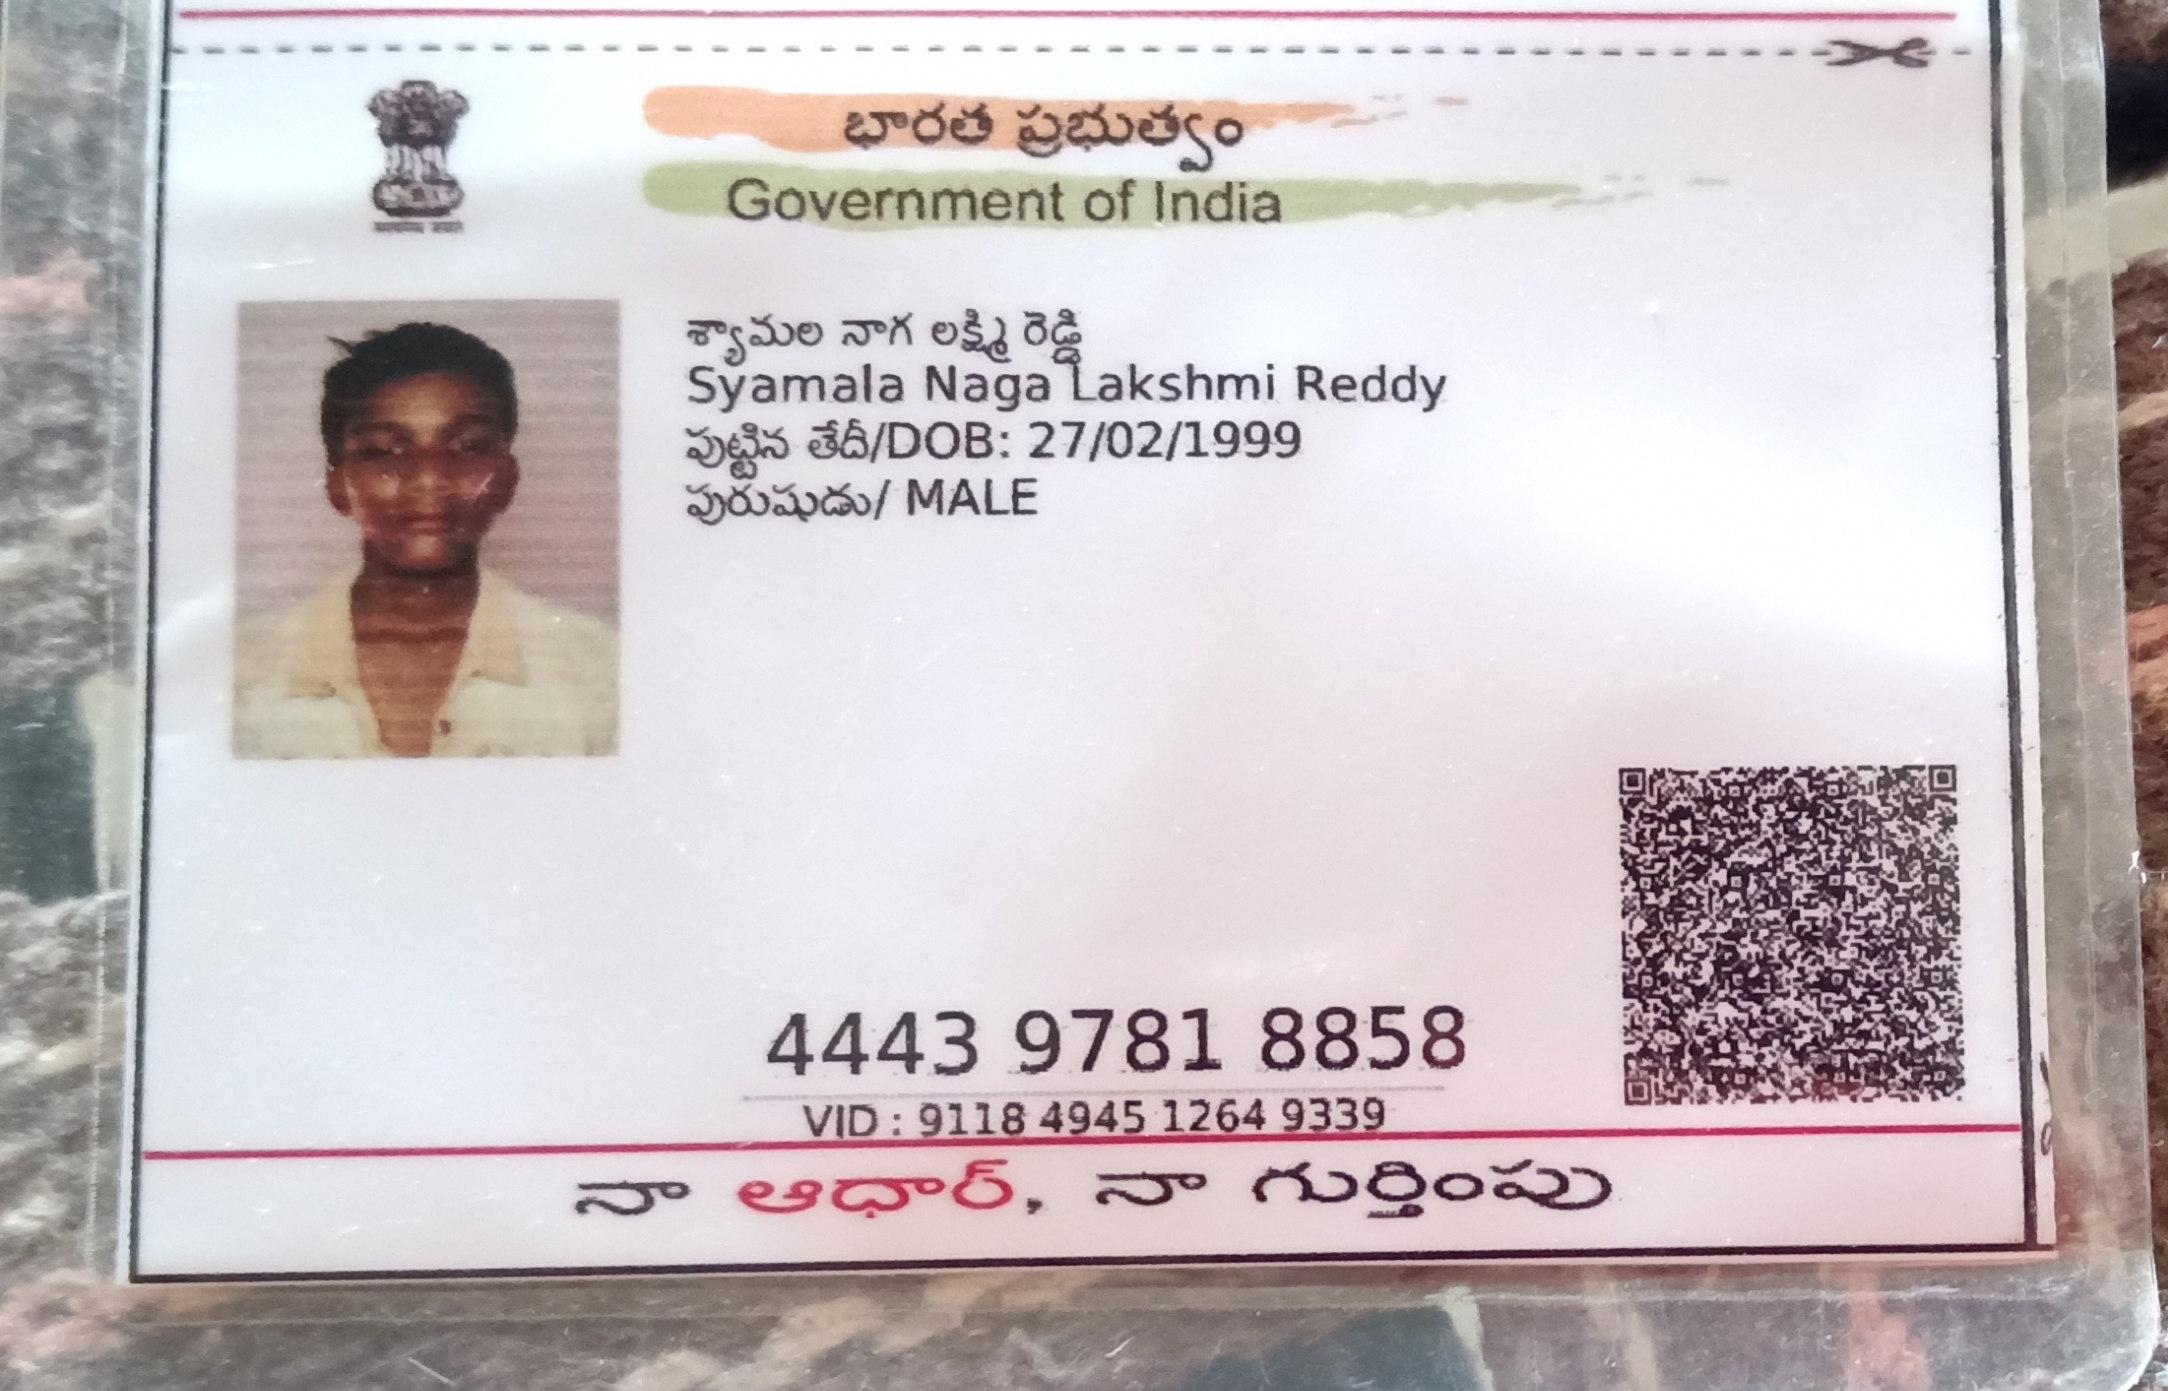 భారత ప్రభుత్వం
Government of India
శ్యామల నాగ లక్ష్మి రెడ్డి
Syamala Naga Lakshmi Reddy
పుట్టిన తేదీ/DOB: 27/02/1999
పురుషుడు/ MALE
4443 9781 8858
VID : 9118 4945 1264 9339
నా ఆధార్, నా గుర్తింపు